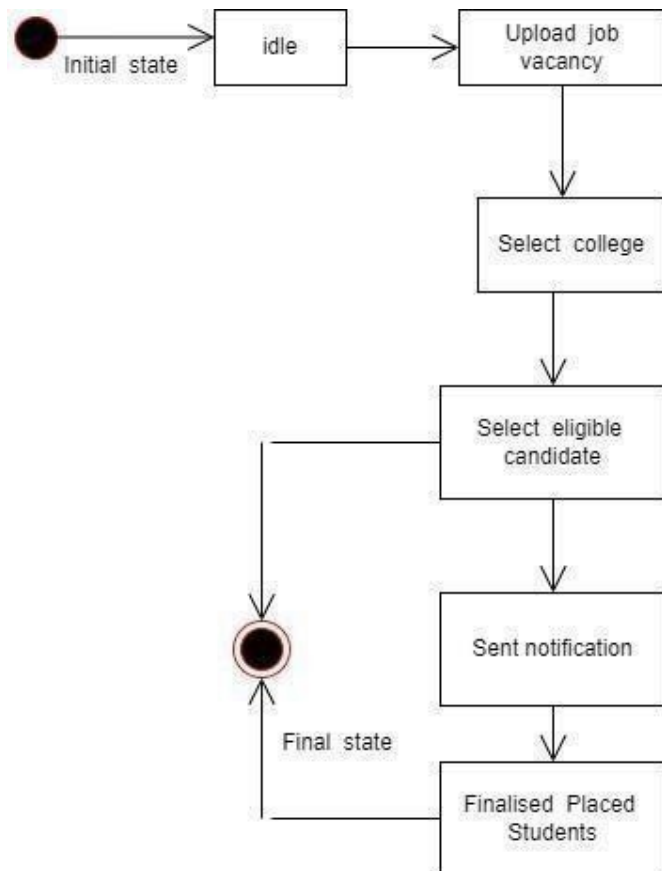 Initial state
idle
Upload job
vacancy
Select college
Select eligible
candidate
Sent notification
Final state
Finalised Placed
Students